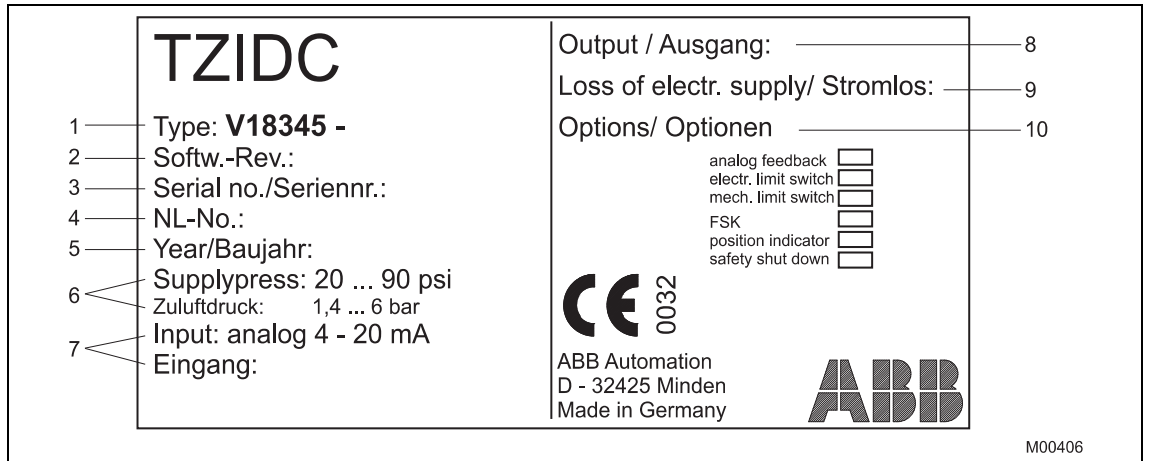 TZIDC
1 Type: V18345 -
2 Softw.-Rev.:
3 Serial no./Seriennr.:
4 NL-No.:
5 Year/Baujahr:
6 Supplypress: 20 ... 90 psi
Zuluftdruck: 1,4 ... 6 bar
7 Input: analog 4 - 20 mA
Eingang:
Output / Ausgang: 8
Loss of electr. supply/ Stromlos: 9
Options/ Optionen 10
analog feedback
electr. limit switch
mech. limit switch
FSK
position indicator
safety shut down
CE 0032
ABB Automation
D - 32425 Minden
Made in Germany
ABB
M00406